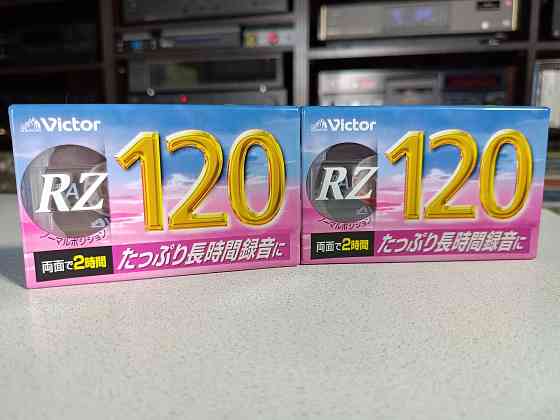 Victor
120
RZ
A
ノーマルポジション
両面で2時間
たっぷり長時間録音に
Victor
120
RZ
A
ノーマルポジション
両面で2時間
たっぷり長時間録音に